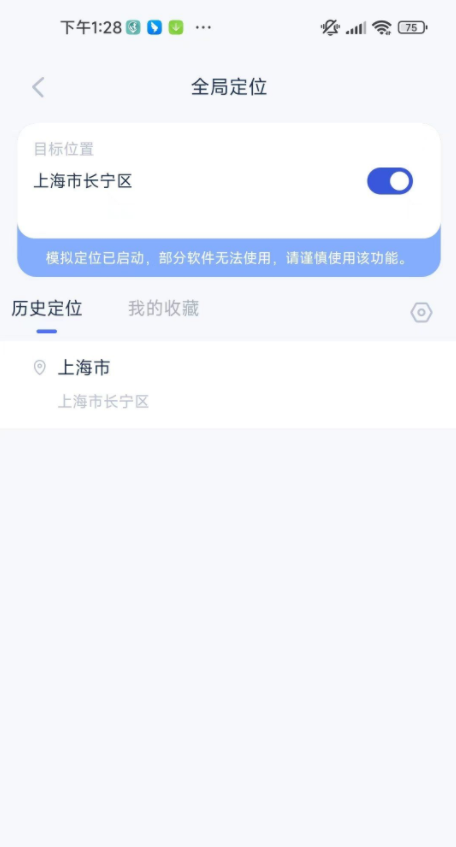 下午1:28 ···
75
全局定位
目标位置
上海市长宁区
模拟定位已启动，部分软件无法使用，请谨慎使用该功能。
历史定位 我的收藏
上海市
上海市长宁区